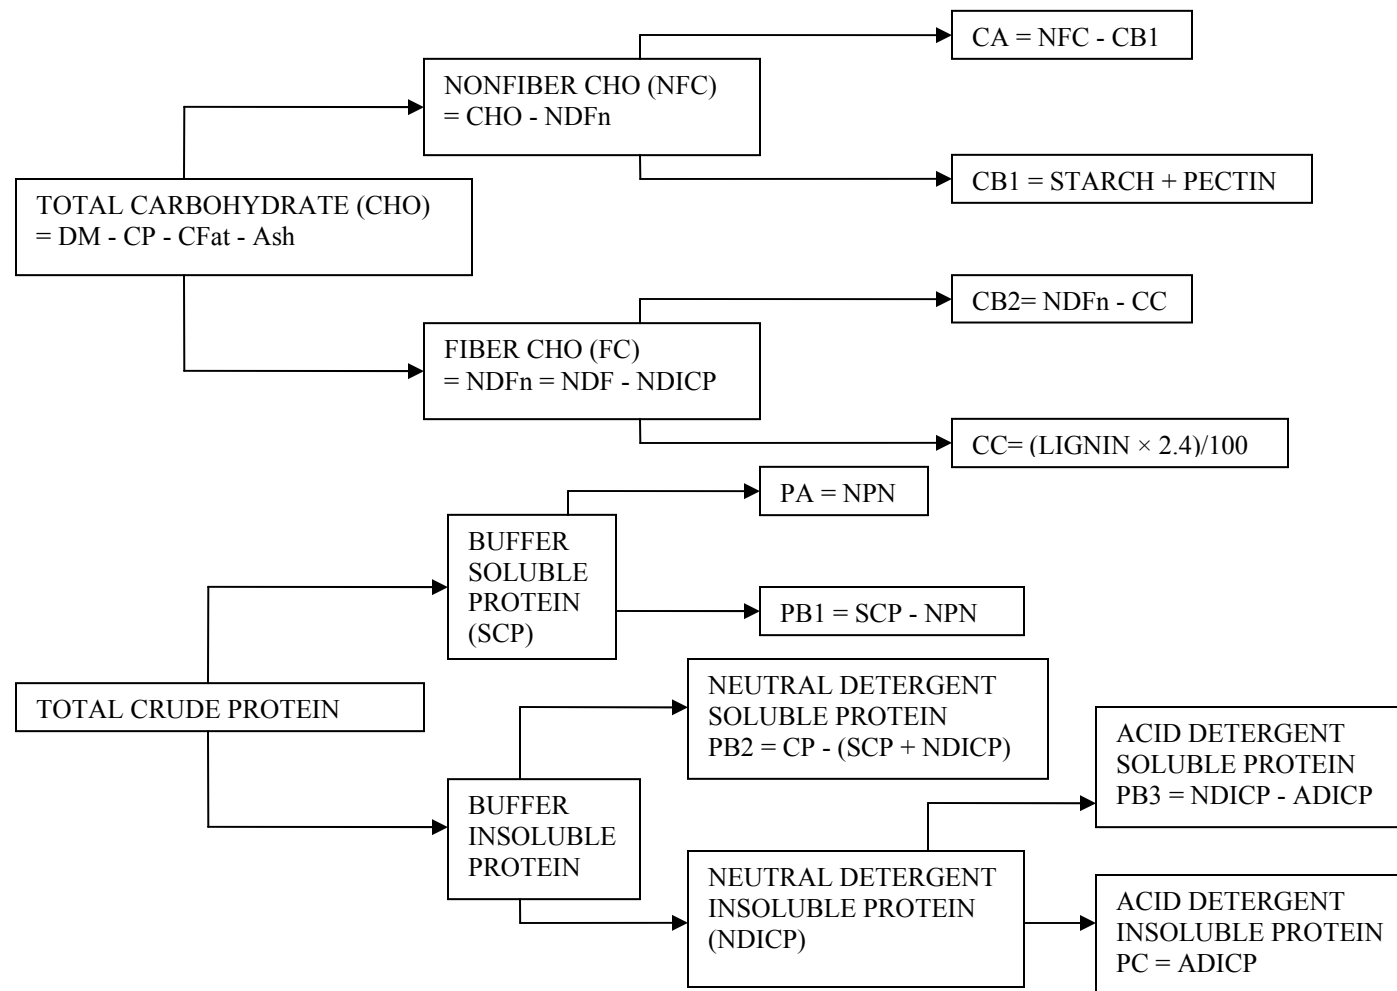 CA = NFC - CB1
NONFIBER CHO (NFC)
= CHO - NDFn
CB1 = STARCH + PECTIN
TOTAL CARBOHYDRATE (CHO)
= DM - CP - CFat - Ash
CB2= NDFn - CC
FIBER CHO (FC)
= NDFn = NDF - NDICP
CC= (LIGNIN × 2.4)/100
PA = NPN
BUFFER
SOLUBLE
PROTEIN
(SCP)
PB1 = SCP - NPN
TOTAL CRUDE PROTEIN
NEUTRAL DETERGENT
SOLUBLE PROTEIN
PB2 = CP - (SCP + NDICP)
BUFFER
INSOLUBLE
PROTEIN
ACID DETERGENT
SOLUBLE PROTEIN
PB3 = NDICP - ADICP
NEUTRAL DETERGENT
INSOLUBLE PROTEIN
(NDICP)
ACID DETERGENT
INSOLUBLE PROTEIN
PC = ADICP